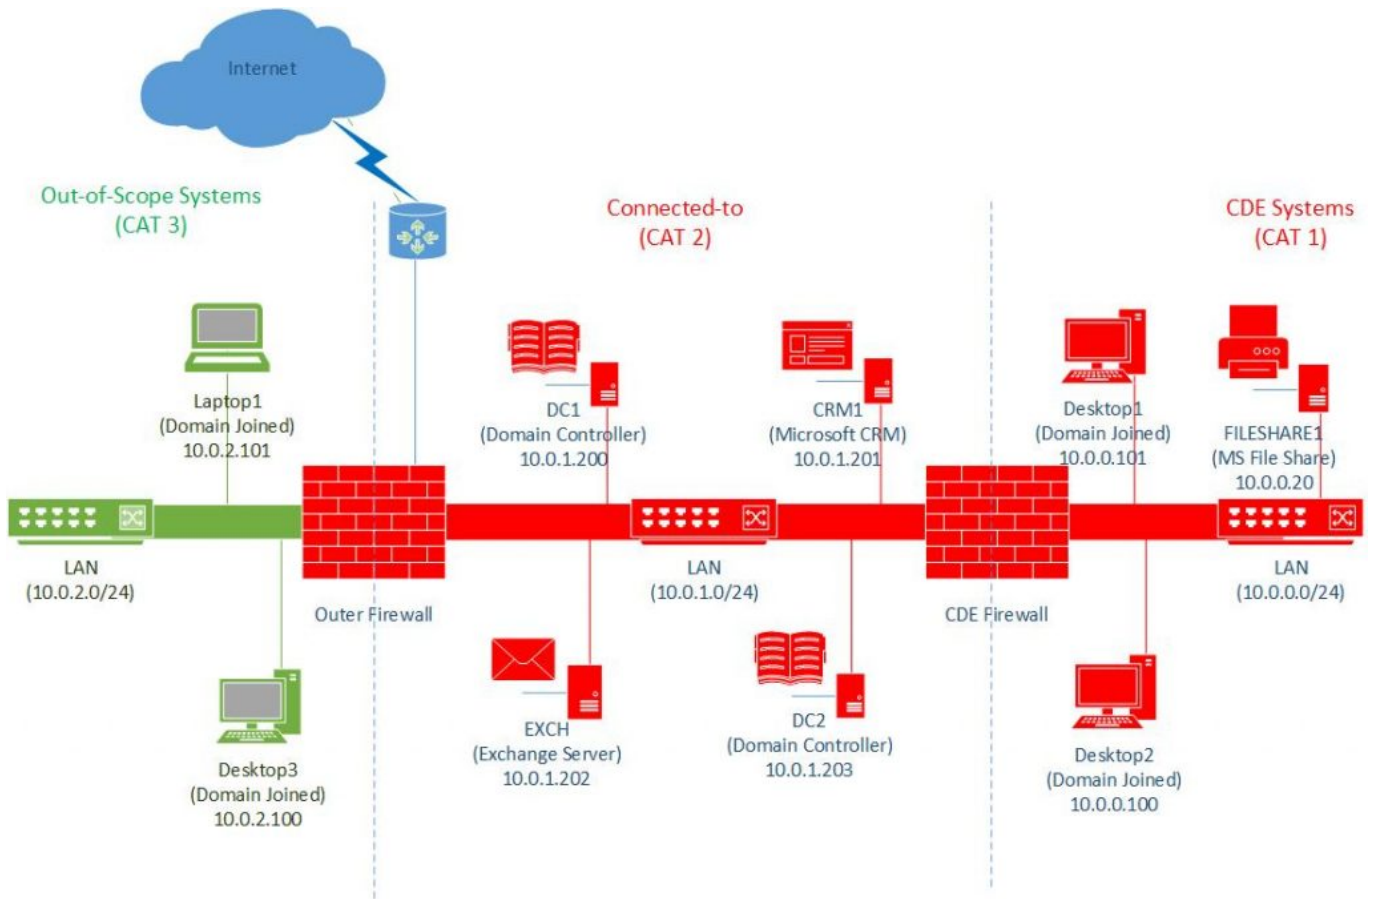 Internet
Out-of-Scope Systems
(CAT 3)
Connected-to
(CAT 2)
CDE Systems
(CAT 1)
Laptop1
(Domain Joined)
10.0.2.101
DC1
(Domain Controller)
10.0.1.200
CRM1
(Microsoft CRM)
10.0.1.201
Desktop1
(Domain Joined)
10.0.0.101
FILESHARE1
(MS File Share)
10.0.0.20
LAN
(10.0.2.0/24)
Outer Firewall
LAN
(10.0.1.0/24)
CDE Firewall
LAN
(10.0.0.0/24)
Desktop3
(Domain Joined)
10.0.2.100
EXCH
(Exchange Server)
10.0.1.202
DC2
(Domain Controller)
10.0.1.203
Desktop2
(Domain Joined)
10.0.0.100